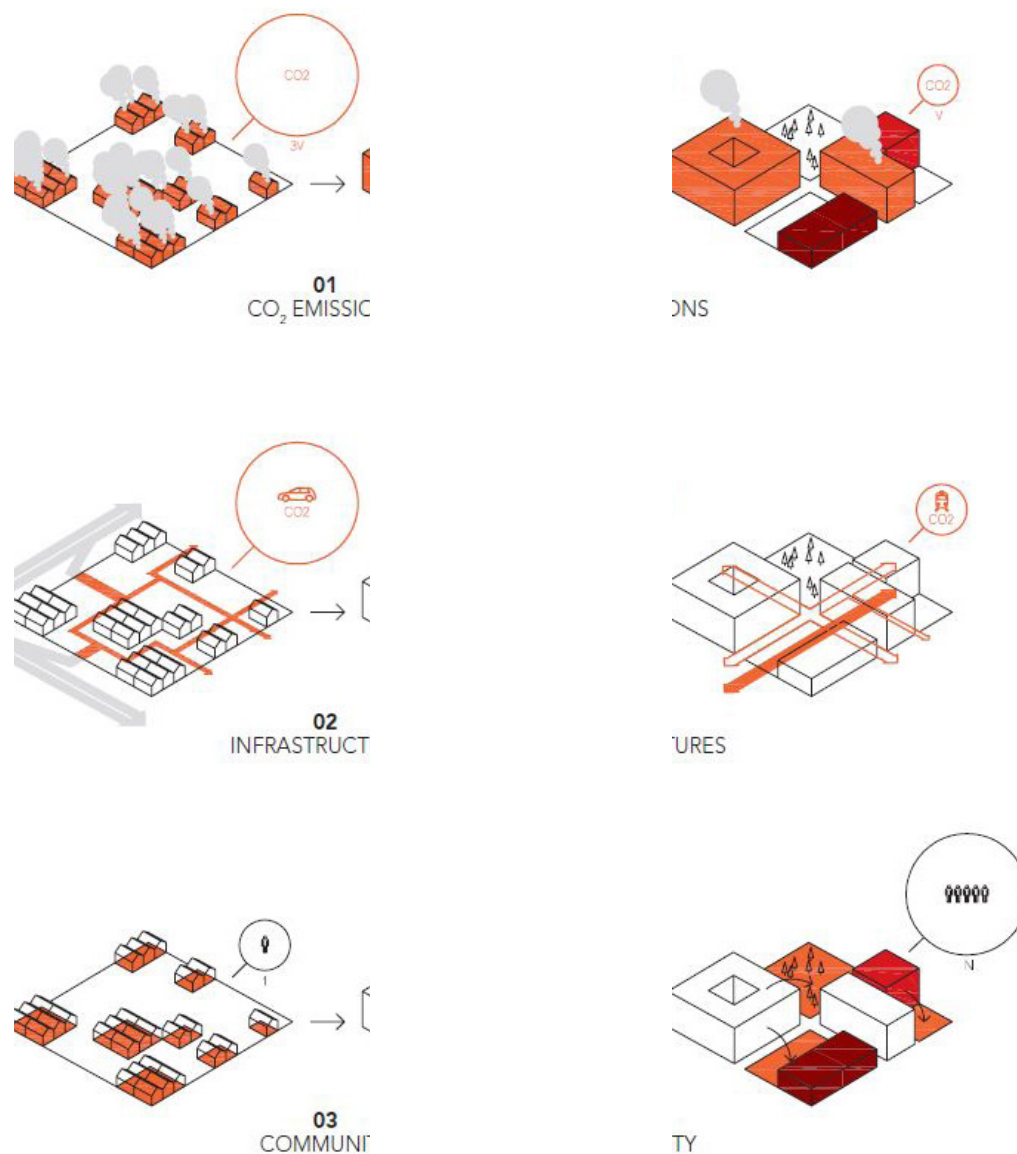 CO2
3V
CO2
V
01
CO₂ EMISSIC
ONS
CO2
CO2
02
INFRASTRUCT
TURES
1
N
03
COMMUNI
TY